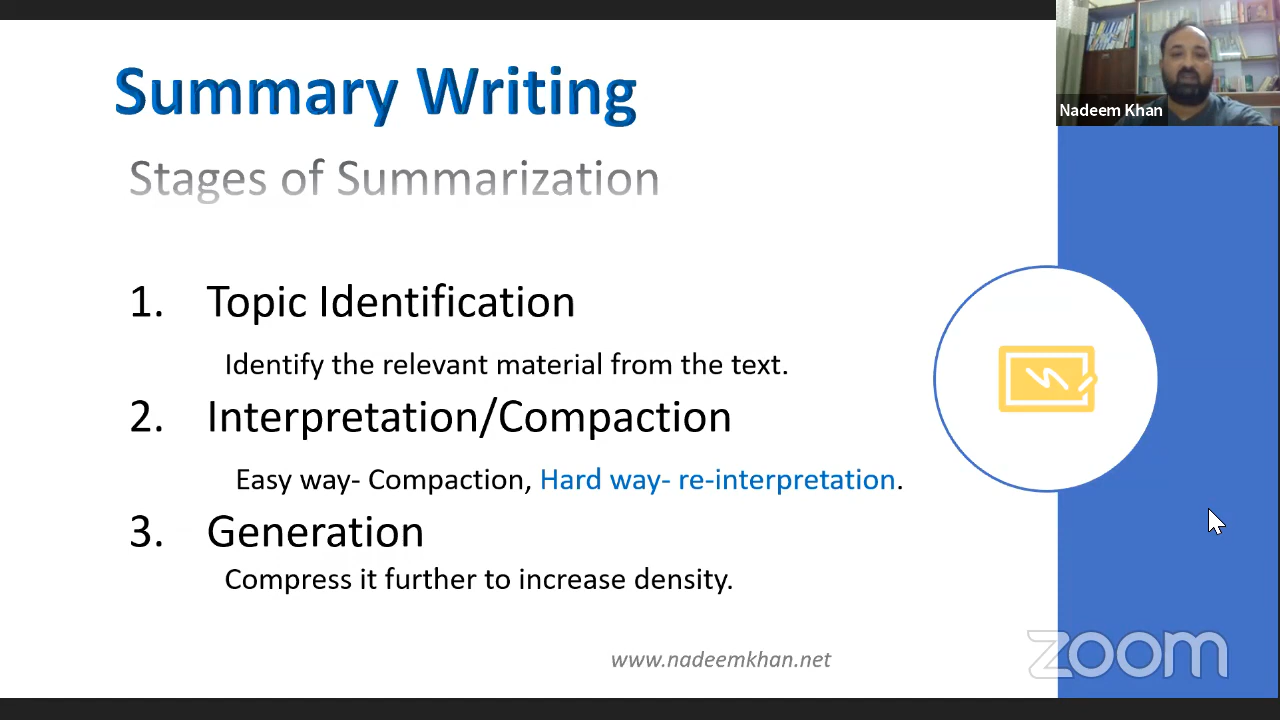 Summary Writing
Nadeem Khan
Stages of Summarization
1. Topic Identification
Identify the relevant material from the text.
2. Interpretation/Compaction
Easy way- Compaction, Hard way- re-interpretation.
3. Generation
Compress it further to increase density.
www.nadeemkhan.net
zoom